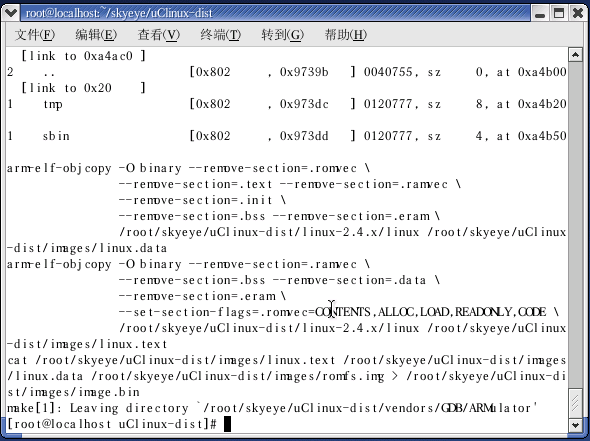 root@localhost:~/skyeye/uClinux-dist
文件(F) 编辑(E) 查看(V) 终端(T) 转到(G) 帮助(H)
[link to 0xa4ac0 ]
2 .. [0x802 , 0x9739b ] 0040755, sz 0, at 0xa4b00
[link to 0x20 ]
1 tmp [0x802 , 0x973dc ] 0120777, sz 8, at 0xa4b20
1 sbin [0x802 , 0x973dd ] 0120777, sz 4, at 0xa4b50
arm-elf-objcopy -O binary --remove-section=.romvec \
--remove-section=.text --remove-section=.ramvec \
--remove-section=.init \
--remove-section=.bss --remove-section=.eram \
/root/skyeye/uClinux-dist/linux-2.4.x/linux /root/skyeye/uClinux
-dist/images/linux.data
arm-elf-objcopy -O binary --remove-section=.ramvec \
--remove-section=.bss --remove-section=.data \
--remove-section=.eram \
--set-section-flags=.romvec=CONTENTS,ALLOC,LOAD,READONLY,CODE \
/root/skyeye/uClinux-dist/linux-2.4.x/linux /root/skyeye/uClinux
-dist/images/linux.text
cat /root/skyeye/uClinux-dist/images/linux.text /root/skyeye/uClinux-dist/images
/linux.data /root/skyeye/uClinux-dist/images/romfs.img > /root/skyeye/uClinux-di
st/images/image.bin
make[1]: Leaving directory `/root/skyeye/uClinux-dist/vendors/GDB/ARMulator'
[root@localhost uClinux-dist]#